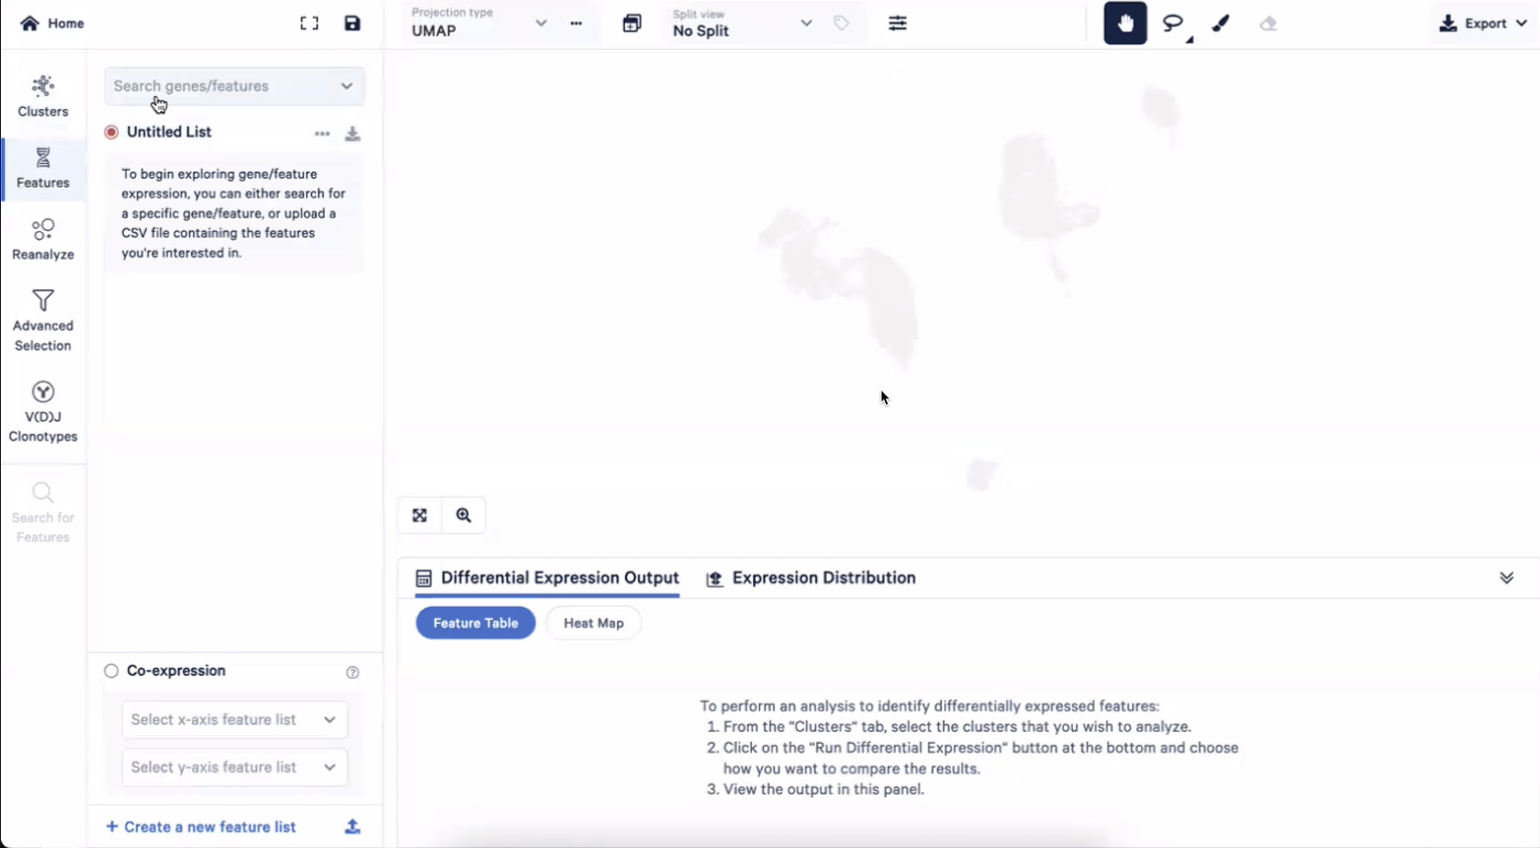 Home
Projection type
UMAP
Split view
No Split
Export
Clusters
Features
Reanalyze
Advanced
Selection
V(D)J
Clonotypes
Search for
Features
Search genes/features
Untitled List
To begin exploring gene/feature
expression, you can either search for
a specific gene/feature, or upload a
CSV file containing the features
you're interested in.
Co-expression
Select x-axis feature list
Select y-axis feature list
+ Create a new feature list
Differential Expression Output
Expression Distribution
Feature Table
Heat Map
To perform an analysis to identify differentially expressed features:
1. From the "Clusters" tab, select the clusters that you wish to analyze.
2. Click on the "Run Differential Expression" button at the bottom and choose
how you want to compare the results.
3. View the output in this panel.